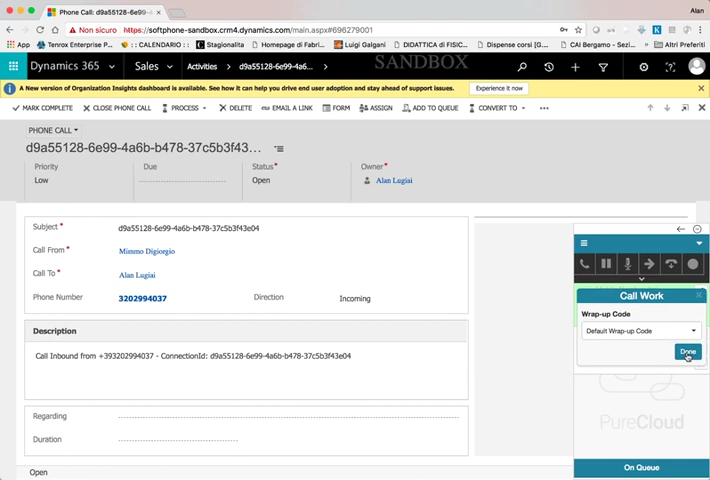 Phone Call: d9a55128-6e99-4
Alan
Non sicuro https://softphone-sandbox.crm4.dynamics.com/main.aspx#696279001
App
Tenrox Enterprise P...
::CALENDARIO::
Stagionalita
Homepage di Fabri...
Luigi Galgani
DIDATTICA di FISIC...
Dispense corsi (G...
CAI Bergamo - Sezi...
Altri Preferiti
Dynamics 365
Sales
Activities
d9a55128-6e99-4a6...
SANDBOX
A New version of Organization Insights dashboard is available. See how it can help you drive end user adoption and stay ahead of support issues.
Experience it now
MARK COMPLETE
CLOSE PHONE CALL
PROCESS
DELETE
EMAIL A LINK
FORM
ASSIGN
ADD TO QUEUE
CONVERT TO
PHONE CALL
d9a55128-6e99-4a6b-b478-37c5b3f43...
Priority
Due
Status*
Owner*
Low
Open
Alan Lugiai
Subject*
d9a55128-6e99-4a6b-b478-37c5b3f43e04
Call From*
Mimmo Digiorgio
Call To*
Alan Lugiai
Phone Number
3202994037
Direction
Incoming
Description
Call Inbound from +393202994037 - ConnectionId: d9a55128-6e99-4a6b-b478-37c5b3f43e04
Regarding
Duration
Open
Call Work
Wrap-up Code
Default Wrap-up Code
Done
PureCloud
On Queue